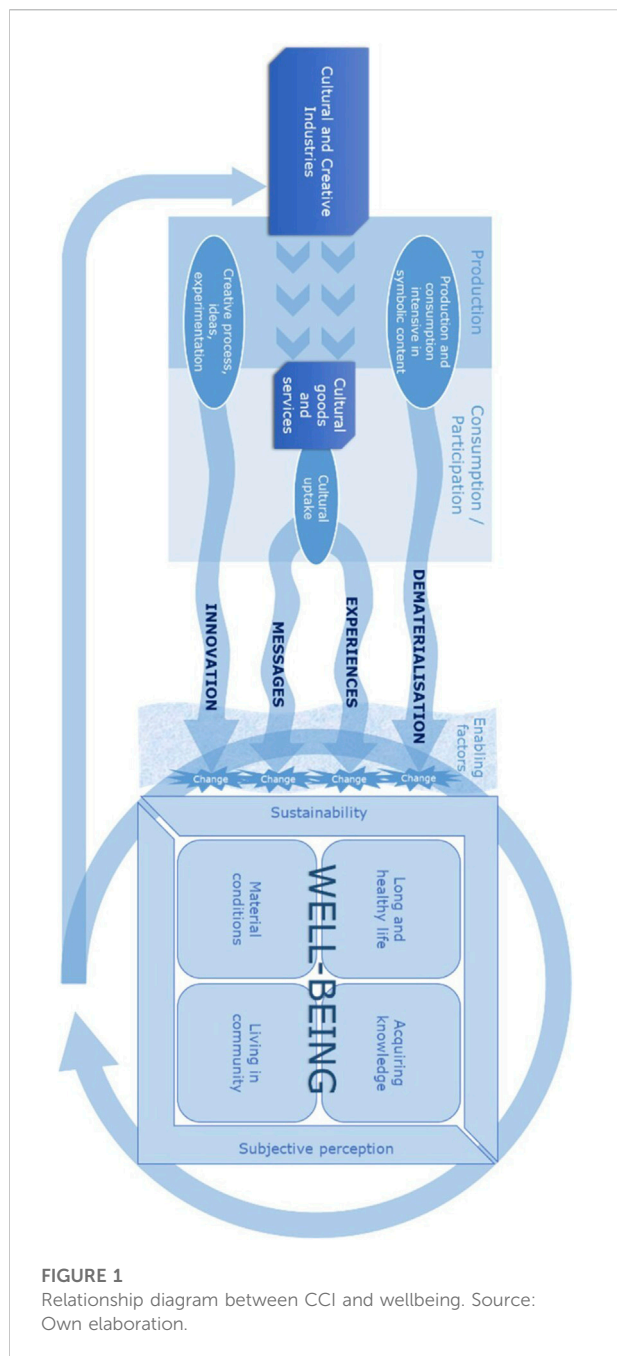 Cultural and Creative
Industries
Production
Production and
consumption
intensive in
symbolic content
Creative process,
ideas,
experimentation
Consumption /
Participation
Cultural
goods
and
services
Cultural
uptake
DEMATERIALISATION
EXPERIENCES
MESSAGES
INNOVATION
Enabling
factors
Change
Change
Change
Change
Sustainability
Long and
healthy life
Acquiring
knowledge
WELL-BEING
Material
conditions
Living in
community
Subjective perception
FIGURE 1
Relationship diagram between CCI and wellbeing. Source:
Own elaboration.